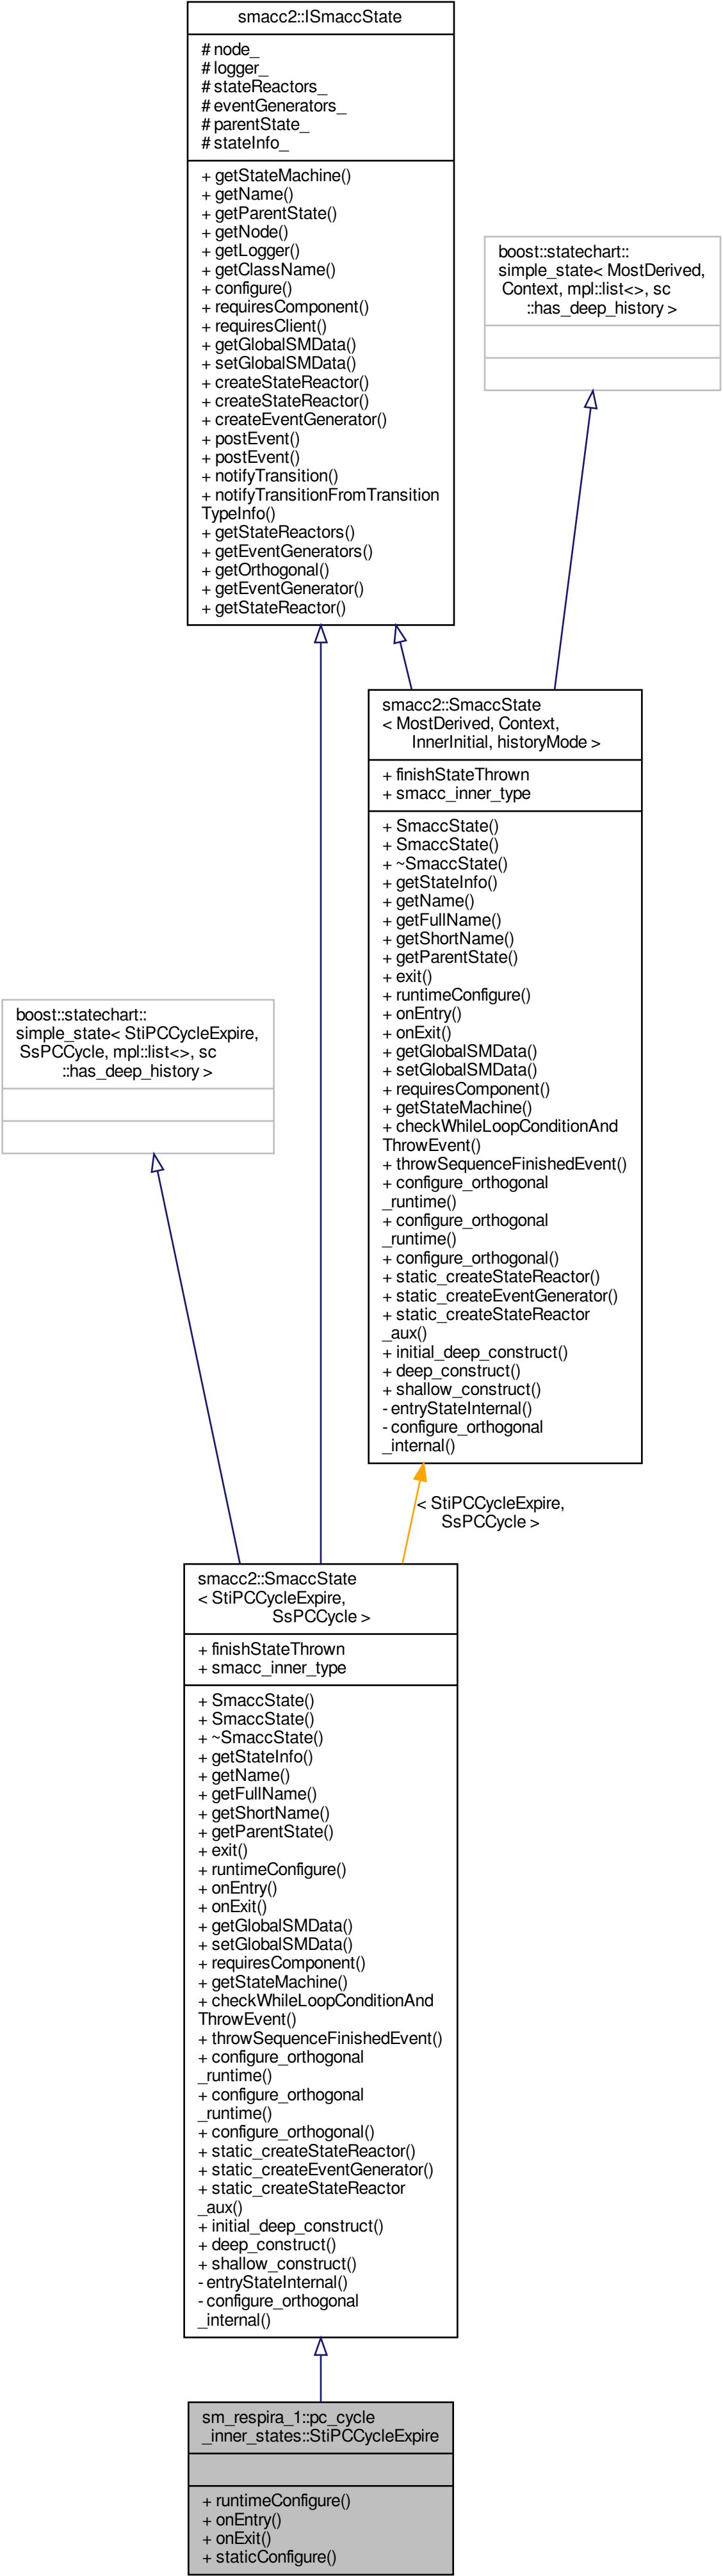 smacc2::ISmaccState
# node_
# logger_
# stateReactors_
# eventGenerators_
# parentState_
# stateInfo_
+ getStateMachine()
+ getName()
+ getParentState()
+ getNode()
+ getLogger()
+ getClassName()
+ configure()
+ requiresComponent()
+ requiresClient()
+ getGlobalSMData()
+ setGlobalSMData()
+ createStateReactor()
+ createStateReactor()
+ createEventGenerator()
+ postEvent()
+ postEvent()
+ notifyTransition()
+ notifyTransitionFromTransition
TypeInfo()
+ getStateReactors()
+ getEventGenerators()
+ getOrthogonal()
+ getEventGenerator()
+ getStateReactor()
boost::statechart::
simple_state< MostDerived,
Context, mpl::list<>, sc
::has_deep_history >
smacc2::SmaccState
< MostDerived, Context,
InnerInitial, historyMode >
+ finishStateThrown
+ smacc_inner_type
+ SmaccState()
+ SmaccState()
+ ~SmaccState()
+ getStateInfo()
+ getName()
+ getFullName()
+ getShortName()
+ getParentState()
+ exit()
+ runtimeConfigure()
+ onEntry()
+ onExit()
+ getGlobalSMData()
+ setGlobalSMData()
+ requiresComponent()
+ getStateMachine()
+ checkWhileLoopConditionAnd
ThrowEvent()
+ throwSequenceFinishedEvent()
+ configure_orthogonal
_runtime()
+ configure_orthogonal
_runtime()
+ configure_orthogonal()
+ static_createStateReactor()
+ static_createEventGenerator()
+ static_createStateReactor
_aux()
+ initial_deep_construct()
+ deep_construct()
+ shallow_construct()
- entryStateInternal()
- configure_orthogonal
_internal()
boost::statechart::
simple_state< StiPCCycleExpire,
SsPCCycle, mpl::list<>, sc
::has_deep_history >
< StiPCCycleExpire,
SsPCCycle >
smacc2::SmaccState
< StiPCCycleExpire,
SsPCCycle >
+ finishStateThrown
+ smacc_inner_type
+ SmaccState()
+ SmaccState()
+ ~SmaccState()
+ getStateInfo()
+ getName()
+ getFullName()
+ getShortName()
+ getParentState()
+ exit()
+ runtimeConfigure()
+ onEntry()
+ onExit()
+ getGlobalSMData()
+ setGlobalSMData()
+ requiresComponent()
+ getStateMachine()
+ checkWhileLoopConditionAnd
ThrowEvent()
+ throwSequenceFinishedEvent()
+ configure_orthogonal
_runtime()
+ configure_orthogonal
_runtime()
+ configure_orthogonal()
+ static_createStateReactor()
+ static_createEventGenerator()
+ static_createStateReactor
_aux()
+ initial_deep_construct()
+ deep_construct()
+ shallow_construct()
- entryStateInternal()
- configure_orthogonal
_internal()
sm_respira_1::pc_cycle
_inner_states::StiPCCycleExpire
+ runtimeConfigure()
+ onEntry()
+ onExit()
+ staticConfigure()